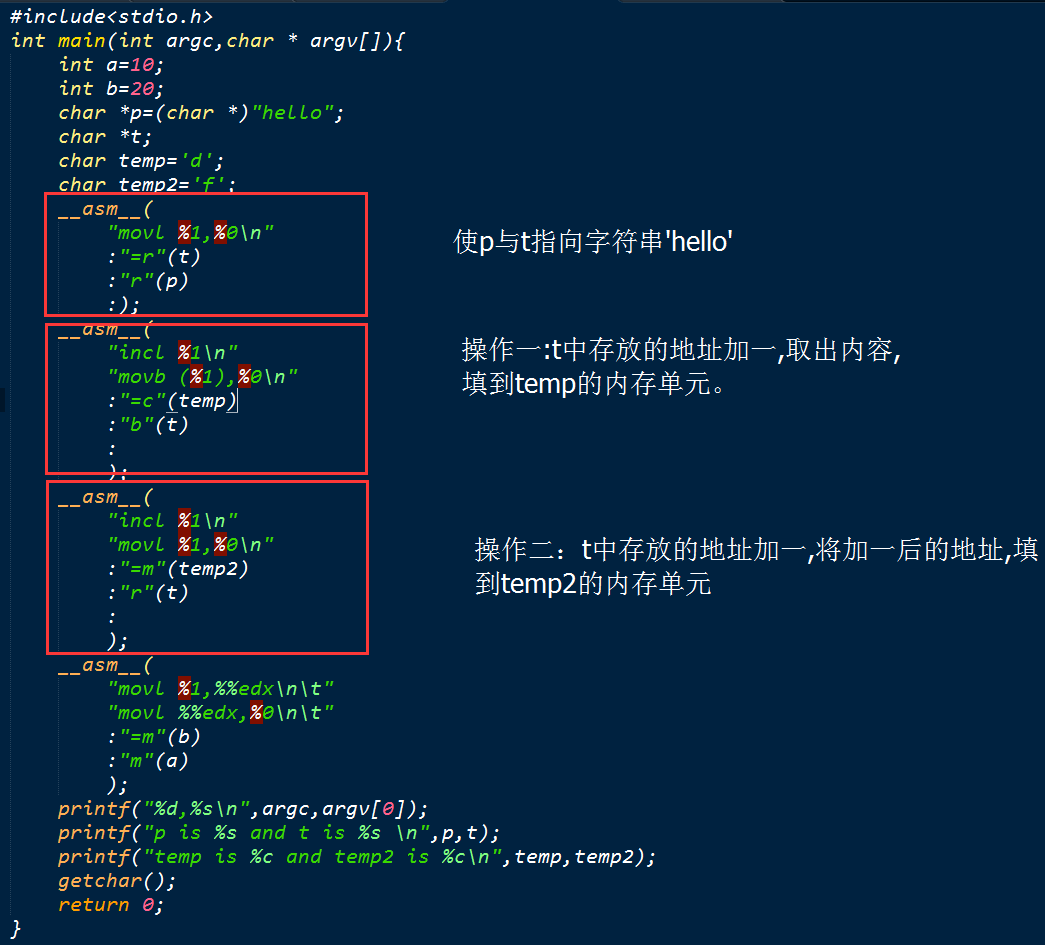 #include<stdio.h>
int main(int argc,char * argv[]){
    int a=10;
    int b=20;
    char *p=(char *)"hello";
    char *t;
    char temp='d';
    char temp2='f';
    __asm__(
        "movl %1,%0\n"
        :"=r"(t)
        :"r"(p)
        :);
使p与t指向字符串'hello'
    __asm__(
        "incl %1\n"
        "movb (%1),%0\n"
        :"=c"(temp)
        :"b"(t)
        :
        );
操作一:t中存放的地址加一,取出内容,
填到temp的内存单元。
    __asm__(
        "incl %1\n"
        "movl %1,%0\n"
        :"=m"(temp2)
        :"r"(t)
        :
        );
操作二：t中存放的地址加一,将加一后的地址,填
到temp2的内存单元
    __asm__(
        "movl %1,%%edx\n\t"
        "movl %%edx,%0\n\t"
        :"=m"(b)
        :"m"(a)
        );
    printf("%d,%s\n",argc,argv[0]);
    printf("p is %s and t is %s \n",p,t);
    printf("temp is %c and temp2 is %c\n",temp,temp2);
    getchar();
    return 0;
}